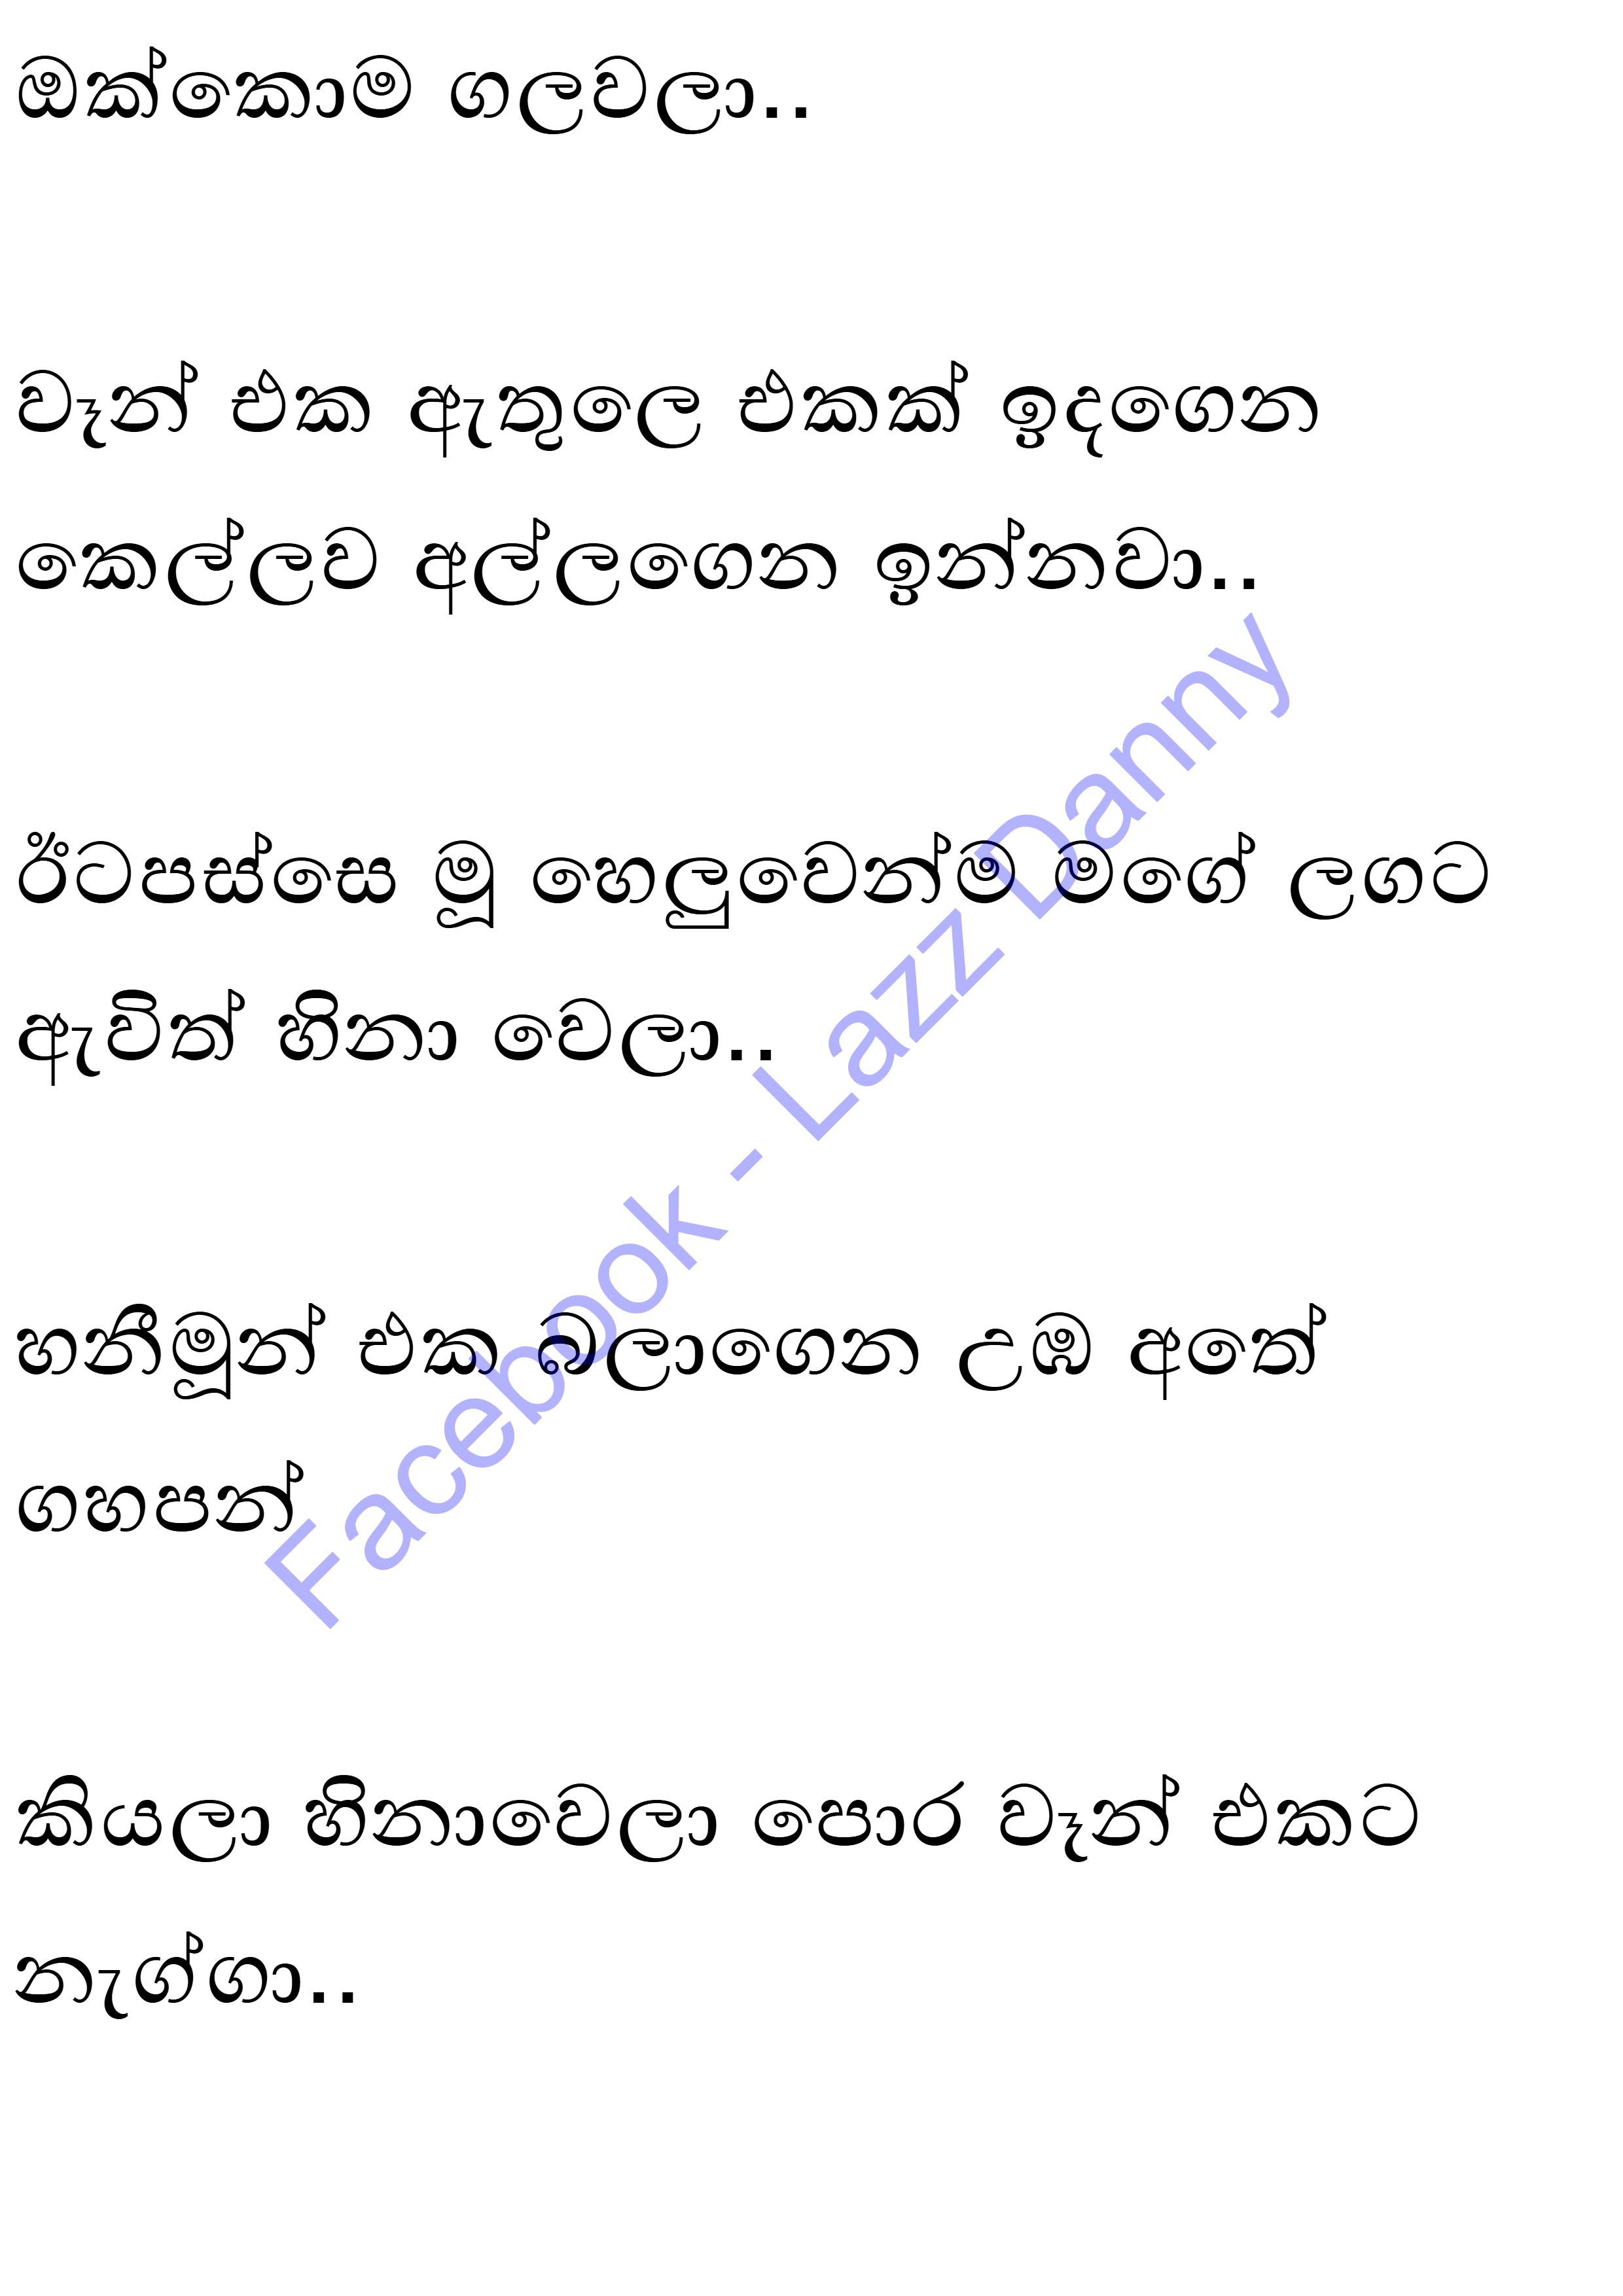 ඔක්කොම ගලවලා..
වෑන් එක ඇතුලෙ එකක් ඉදගෙන
කෙල්ලව අල්ලගෙන ඉන්නවා..
ඊටපස්සෙ මූ හෙලුවෙන්ම මගේ ලගට
ඇවිත් හිනා වෙලා..
හනීමූන් එක බලාගෙන උඹ අතේ
ගහපන්
කියලා හිනාවෙලා පොර වෑන් එකට
නැග්ගා..
Facebook - Lazz Danny